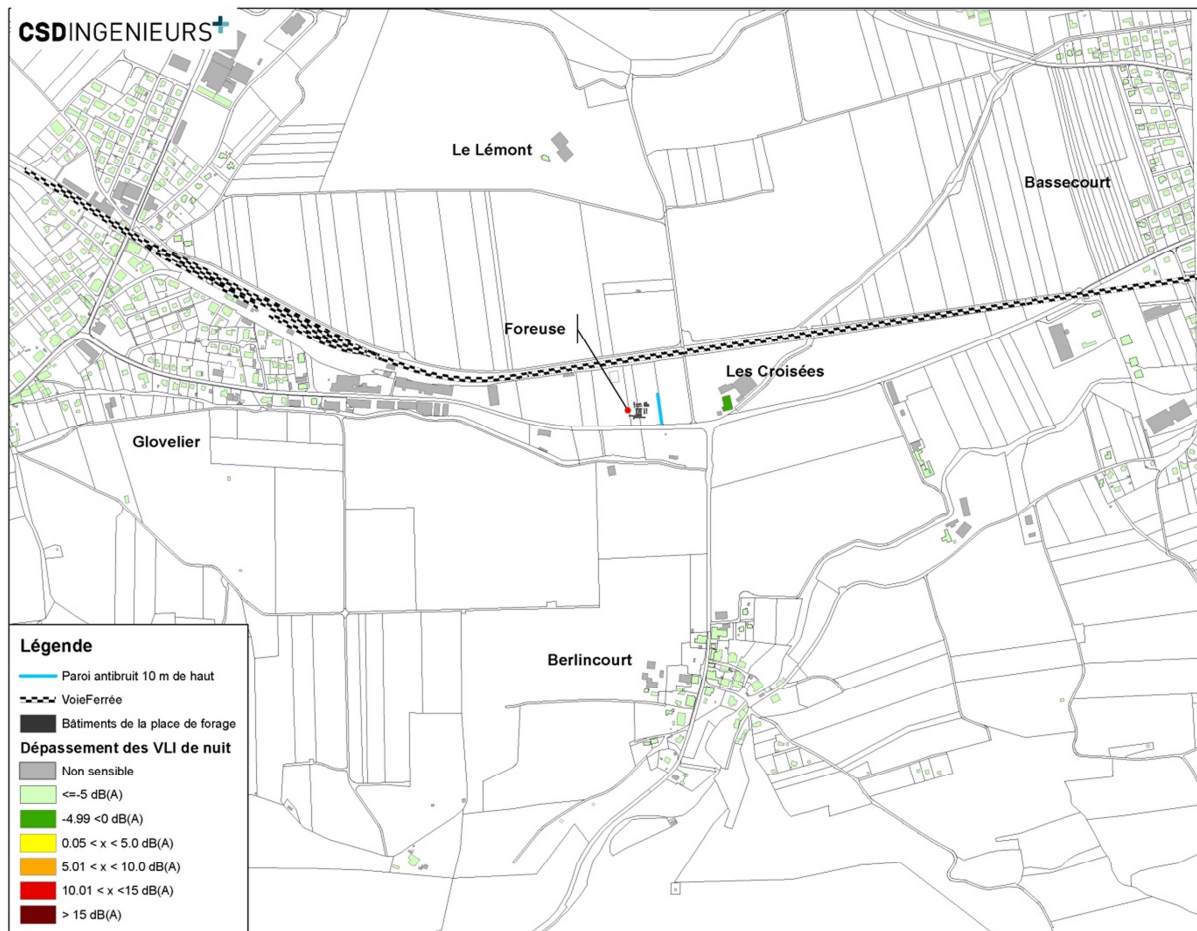 CSDINGENIEURS+
Le Lémont
Bassecourt
Foreuse
Les Croisées
Glovelier
Berlincourt
Légende
Paroi antibruit 10 m de haut
VoieFerrée
Bâtiments de la place de forage
Dépassement des VLI de nuit
Non sensible
<=-5 dB(A)
-4.99 <0 dB(A)
0.05 < x < 5.0 dB(A)
5.01 < x < 10.0 dB(A)
10.01 < x <15 dB(A)
> 15 dB(A)